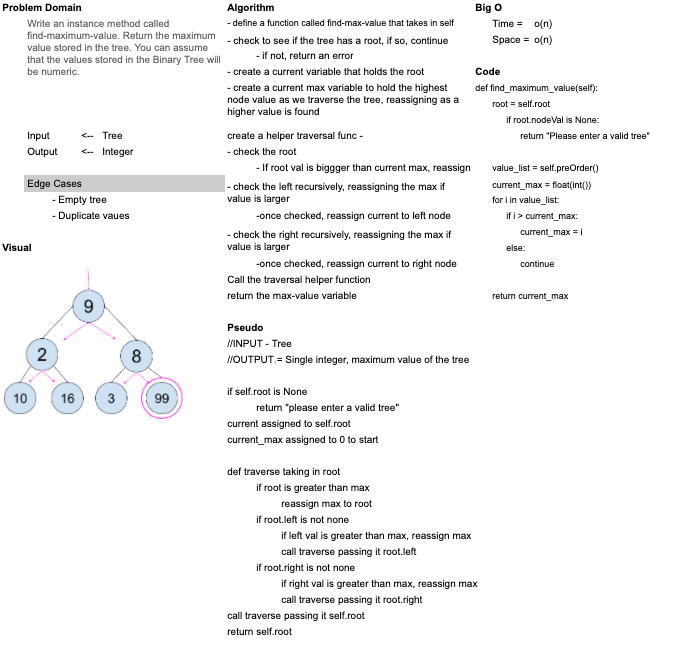 Problem Domain
Write an instance method called
find-maximum-value. Return the maximum
value stored in the tree. You can assume
that the values stored in the Binary Tree will
be numeric.
Input <-- Tree
Output <-- Integer
Edge Cases
- Empty tree
- Duplicate vaues
Visual
9
2 8
10 16 3 99
Algorithm
- define a function called find-max-value that takes in self
- check to see if the tree has a root, if so, continue
- if not, return an error
- create a current variable that holds the root
- create a current max variable to hold the highest
node value as we traverse the tree, reassigning as a
higher value is found
create a helper traversal func -
- check the root
- If root val is biggger than current max, reassign
- check the left recursively, reassigning the max if
value is larger
-once checked, reassign current to left node
- check the right recursively, reassigning the max if
value is larger
-once checked, reassign current to right node
Call the traversal helper function
return the max-value variable
Pseudo
//INPUT - Tree
//OUTPUT = Single integer, maximum value of the tree
if self.root is None
return "please enter a valid tree"
current assigned to self.root
current_max assigned to 0 to start
def traverse taking in root
if root is greater than max
reassign max to root
if root.left is not none
if left val is greater than max, reassign max
call traverse passing it root.left
if root.right is not none
if right val is greater than max, reassign max
call traverse passing it root.right
call traverse passing it self.root
return self.root
Big O
Time = o(n)
Space = o(n)
Code
def find_maximum_value(self):
root = self.root
if root.nodeVal is None:
return "Please enter a valid tree"
value_list = self.preOrder()
current_max = float(int())
for i in value_list:
if i > current_max:
current_max = i
else:
continue
return current_max